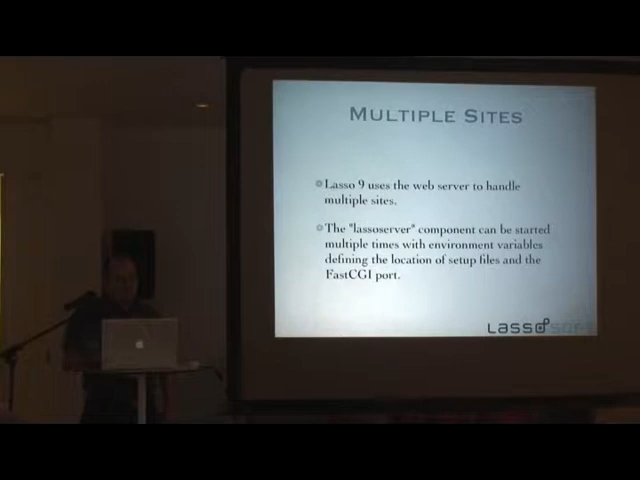 MULTIPLE SITES
Lasso 9 uses the web server to handle
multiple sites.
The "lassoserver" component can be started
multiple times with environment variables
defining the location of setup files and the
FastCGI port.
LASSOSOFT